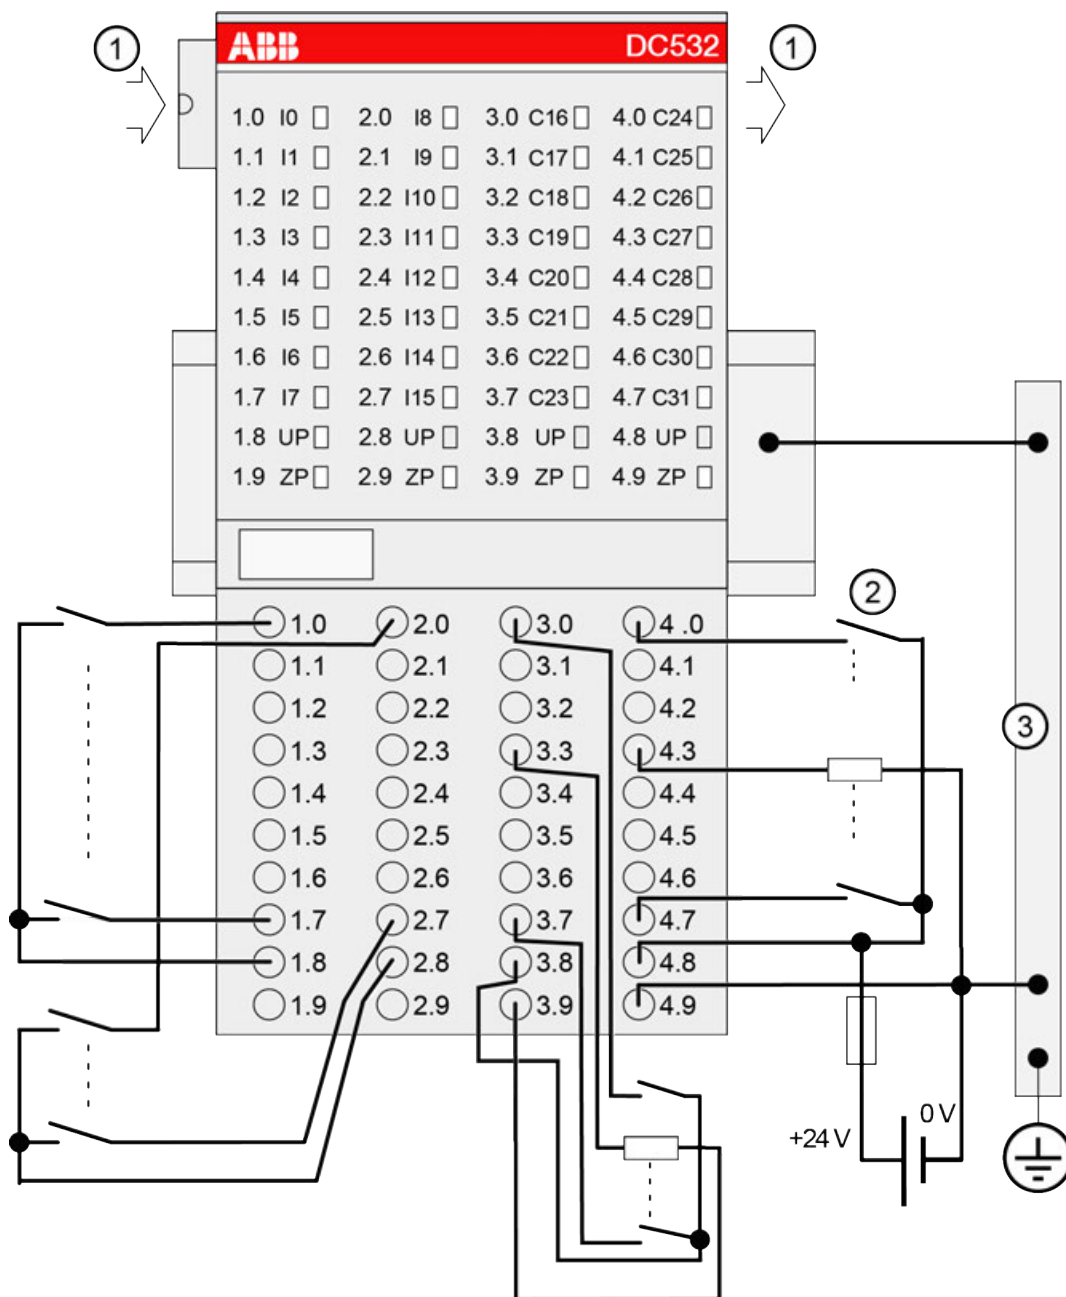 1 ABB DC532 1
1.0 I0 2.0 I8 3.0 C16 4.0 C24
1.1 I1 2.1 I9 3.1 C17 4.1 C25
1.2 I2 2.2 I10 3.2 C18 4.2 C26
1.3 I3 2.3 I11 3.3 C19 4.3 C27
1.4 I4 2.4 I12 3.4 C20 4.4 C28
1.5 I5 2.5 I13 3.5 C21 4.5 C29
1.6 I6 2.6 I14 3.6 C22 4.6 C30
1.7 I7 2.7 I15 3.7 C23 4.7 C31
1.8 UP 2.8 UP 3.8 UP 4.8 UP
1.9 ZP 2.9 ZP 3.9 ZP 4.9 ZP
2
1.0 2.0 3.0 4 .0
1.1 2.1 3.1 4.1
1.2 2.2 3.2 4.2
3
1.3 2.3 3.3 4.3
1.4 2.4 3.4 4.4
1.5 2.5 3.5 4.5
1.6 2.6 3.6 4.6
1.7 2.7 3.7 4.7
1.8 2.8 3.8 4.8
1.9 2.9 3.9 4.9
0 V
+24 V